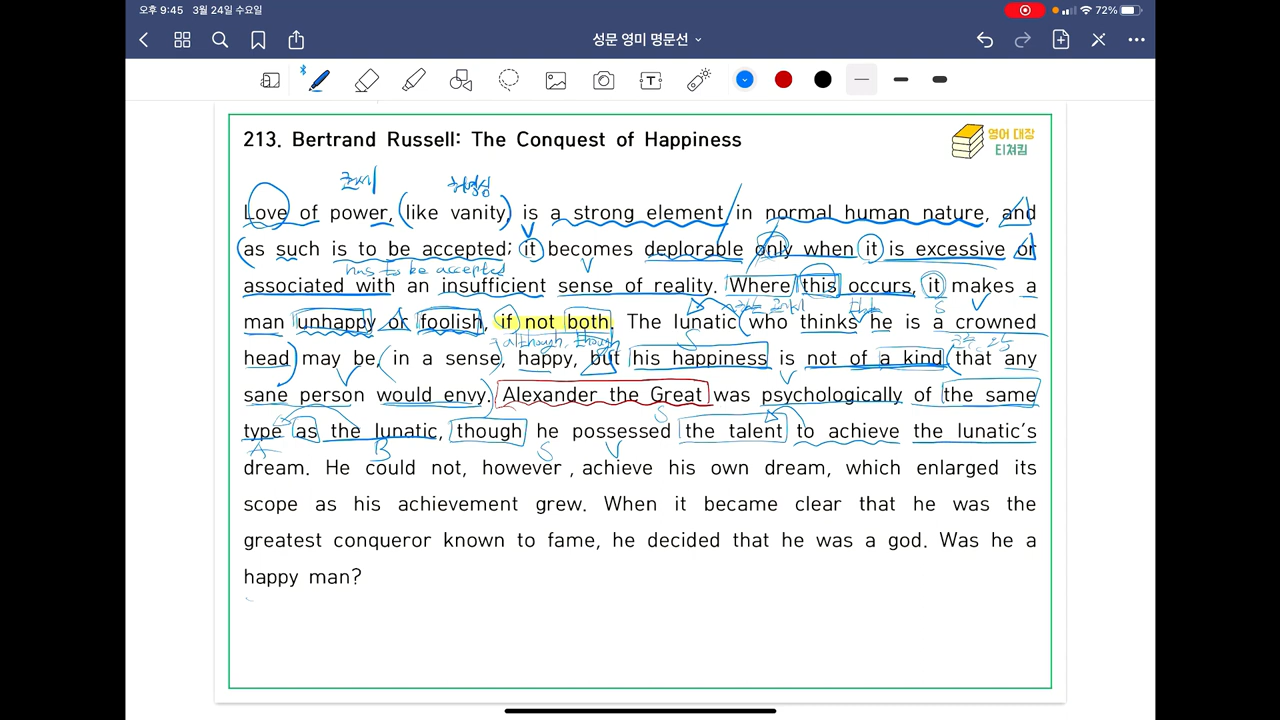 오후 9:45 3월 24일 수요일
72%
성문 영미 명문선
213. Bertrand Russell: The Conquest of Happiness
영어 대장
티쳐킴
허영심
Love of power, (like vanity) is a strong element in normal human nature, and
as such is to be accepted; it becomes deplorable only when it is excessive or
has to be accepted
associated with an insufficient sense of reality. Where this occurs, it makes a
man unhappy or foolish, if not both. The lunatic (who thinks he is a crowned
= although, though
S
head) may be, in a sense, happy, but his happiness is not of a kind (that any
V
sane person would envy.) Alexander the Great was psychologically of the same
S
type as the lunatic, though he possessed the talent to achieve the lunatic's
A B S V
dream. He could not, however , achieve his own dream, which enlarged its
scope as his achievement grew. When it became clear that he was the
greatest conqueror known to fame, he decided that he was a god. Was he a
happy man?